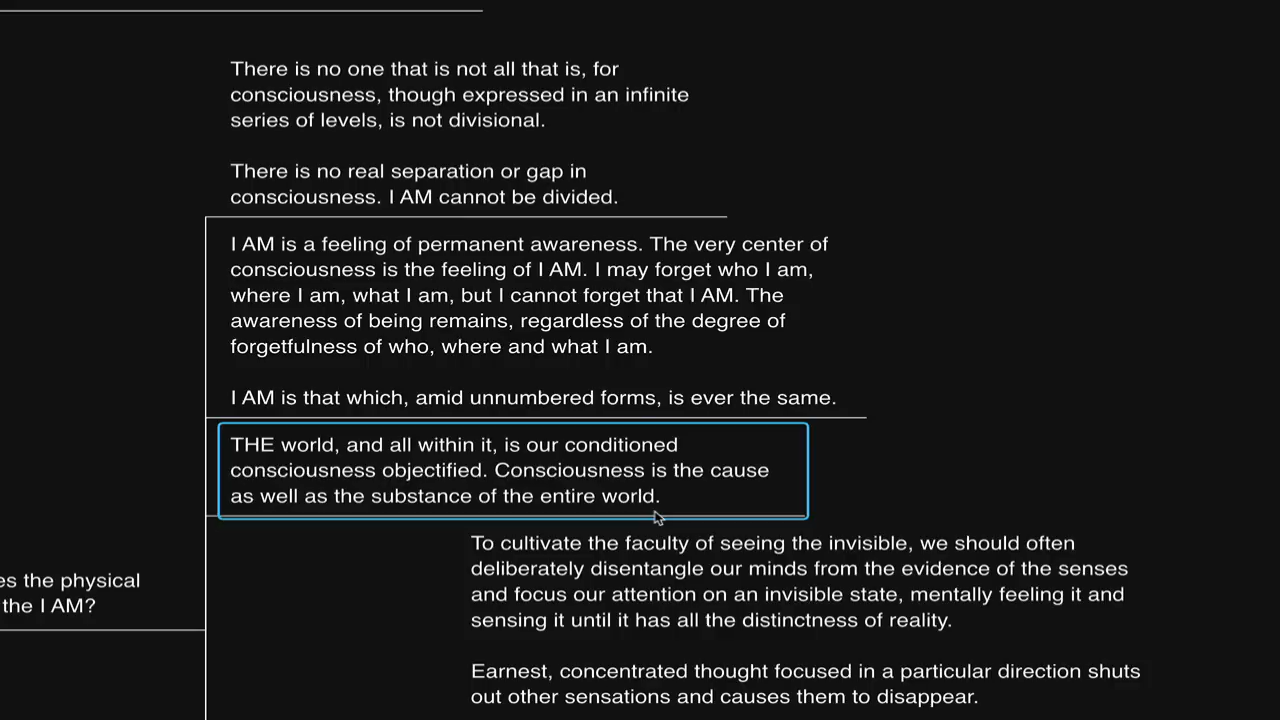 There is no one that is not all that is, for
consciousness, though expressed in an infinite
series of levels, is not divisional.
There is no real separation or gap in
consciousness. I AM cannot be divided.
I AM is a feeling of permanent awareness. The very center of
consciousness is the feeling of I AM. I may forget who I am,
where I am, what I am, but I cannot forget that I AM. The
awareness of being remains, regardless of the degree of
forgetfulness of who, where and what I am.
I AM is that which, amid unnumbered forms, is ever the same.
THE world, and all within it, is our conditioned
consciousness objectified. Consciousness is the cause
as well as the substance of the entire world.
es the physical
the I AM?
To cultivate the faculty of seeing the invisible, we should often
deliberately disentangle our minds from the evidence of the senses
and focus our attention on an invisible state, mentally feeling it and
sensing it until it has all the distinctness of reality.
Earnest, concentrated thought focused in a particular direction shuts
out other sensations and causes them to disappear.